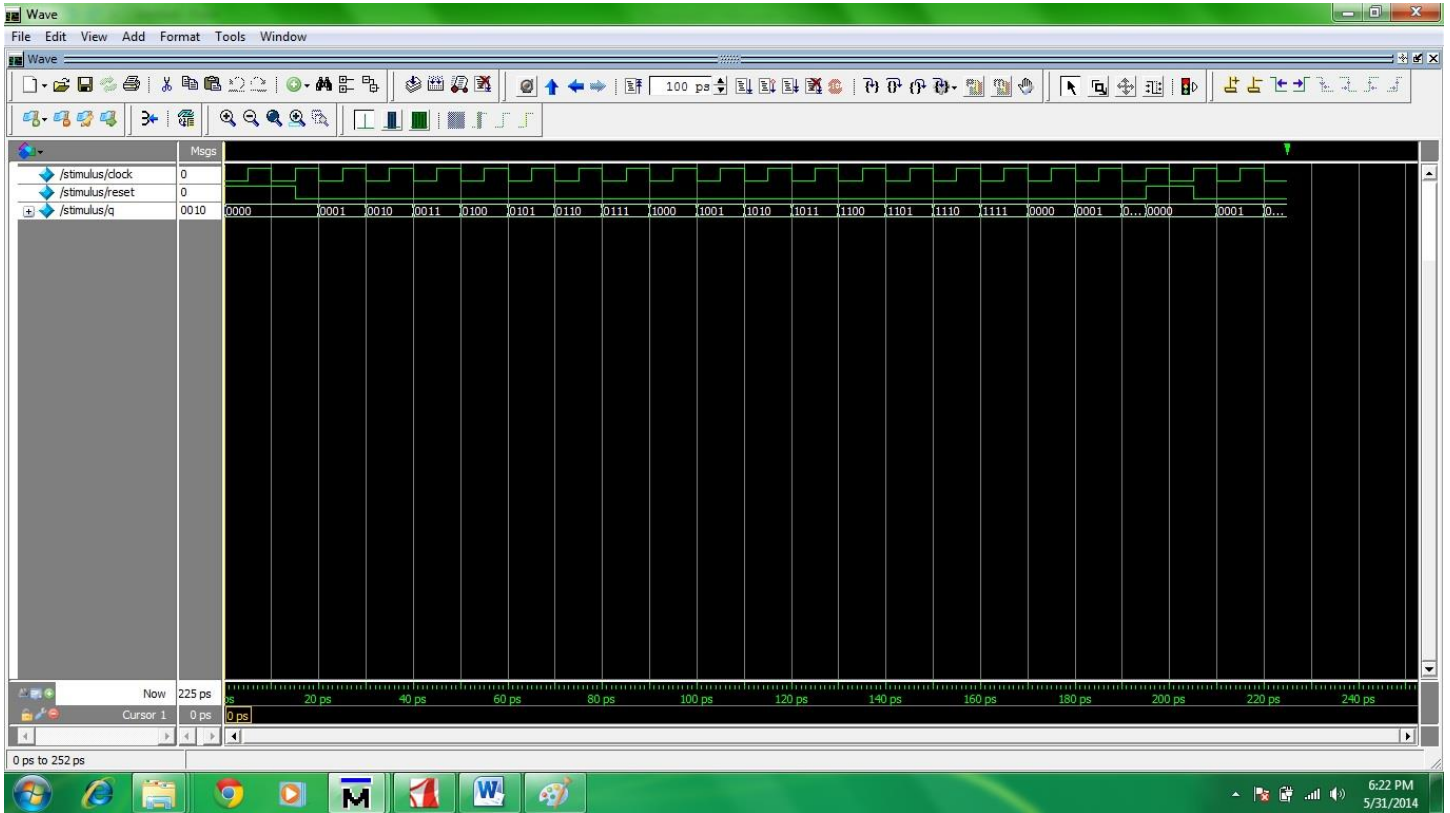 Wave
File Edit View Add Format Tools Window
Wave
100 ps
Msgs
/stimulus/clock 0
/stimulus/reset 0
/stimulus/q 0010 0000 0001 0010 0011 0100 0101 0110 0111 1000 1001 1010 1011 1100 1101 1110 1111 0000 0001 0... 0000 0001 0...
Now 225 ps ps 20 ps 40 ps 60 ps 80 ps 100 ps 120 ps 140 ps 160 ps 180 ps 200 ps 220 ps 240 ps
Cursor 1 0 ps 0 ps
0 ps to 252 ps
M W
6:22 PM
5/31/2014